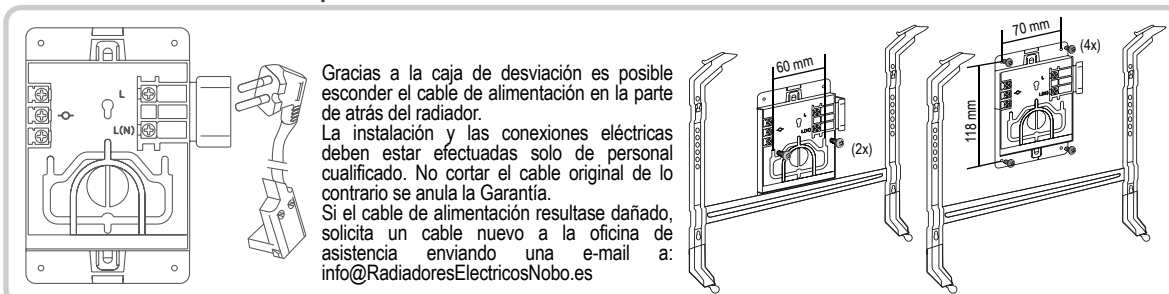 L
L(N)
Gracias a la caja de desviación es posible
esconder el cable de alimentación en la parte
de atrás del radiador.
La instalación y las conexiones eléctricas
deben estar efectuadas solo de personal
cualificado. No cortar el cable original de lo
contrario se anula la Garantía.
Si el cable de alimentación resultase dañado,
solicita un cable nuevo a la oficina de
asistencia enviando una e-mail a:
info@RadiadoresElectricosNobo.es
60 mm
L
L(N)
(2x)
70 mm
(4x)
118 mm
L
L(N)